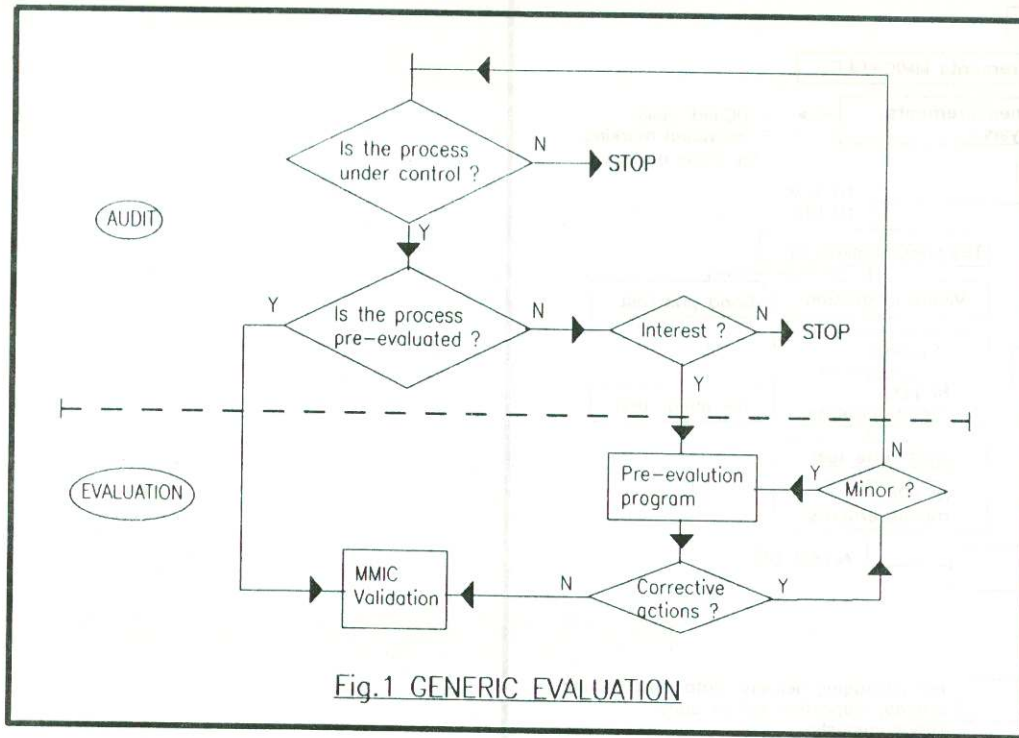 Is the process
under control ?
N
STOP
AUDIT
Y
Y
Is the process
pre-evaluated ?
N
Interest ?
N
STOP
Y
EVALUATION
Pre-evalution
program
Y
Minor ?
N
MMIC
Validation
N
Corrective
actions ?
Y
Fig.1 GENERIC EVALUATION